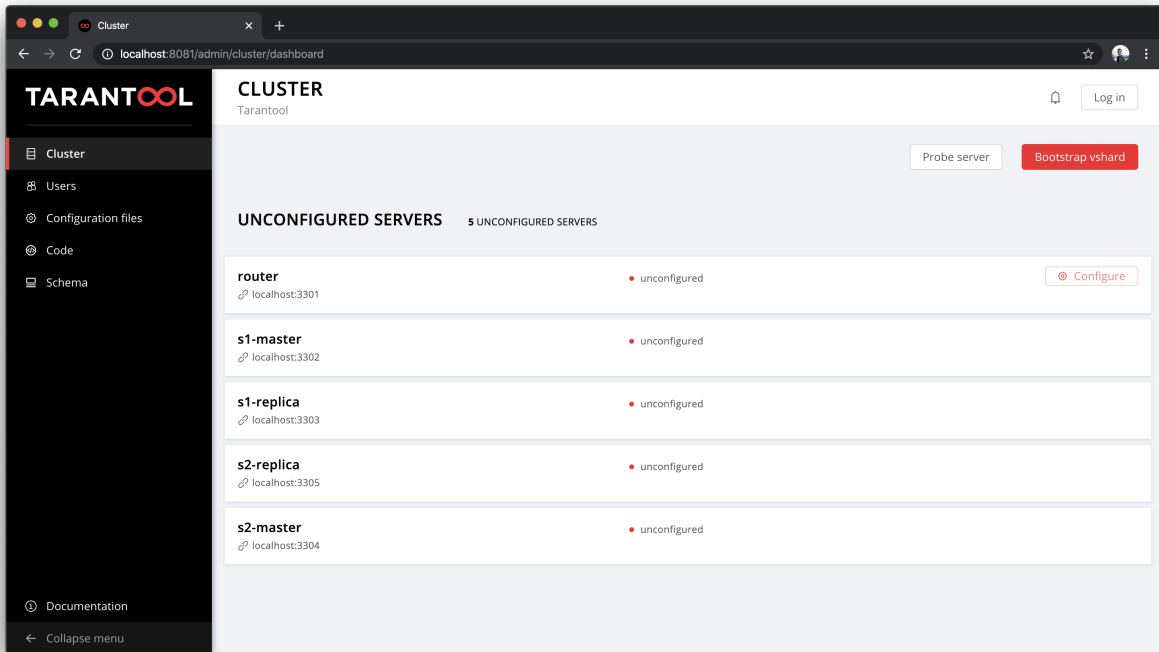 Cluster
localhost:8081/admin/cluster/dashboard
TARANTOOL
Cluster
Users
Configuration files
Code
Schema
Documentation
Collapse menu
CLUSTER
Tarantool
Log in
Probe server
Bootstrap vshard
UNCONFIGURED SERVERS 5 UNCONFIGURED SERVERS
router unconfigured Configure
localhost:3301
s1-master unconfigured
localhost:3302
s1-replica unconfigured
localhost:3303
s2-replica unconfigured
localhost:3305
s2-master unconfigured
localhost:3304